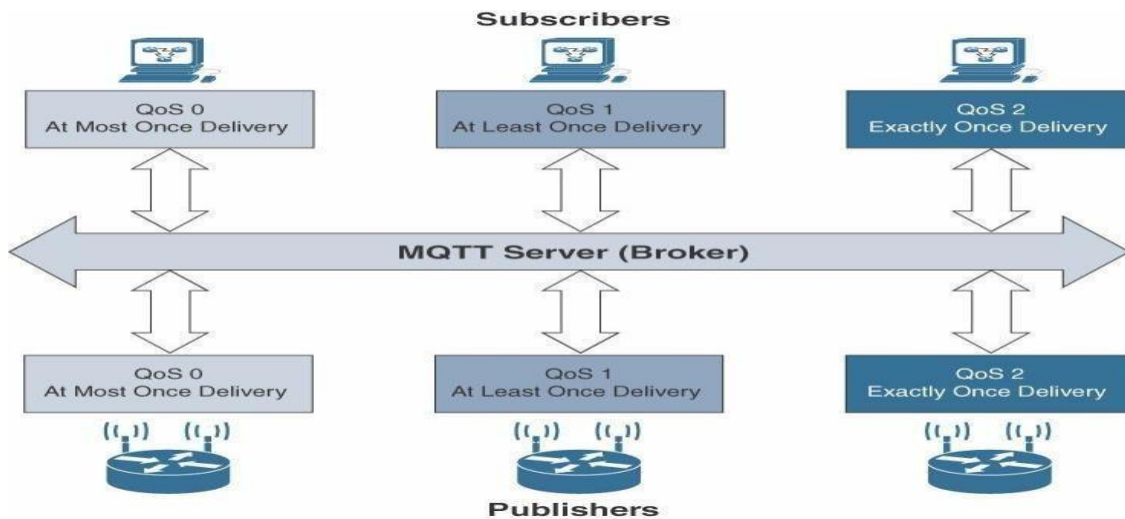 Subscribers
QoS 0
At Most Once Delivery
QoS 1
At Least Once Delivery
QoS 2
Exactly Once Delivery
MQTT Server (Broker)
QoS 0
At Most Once Delivery
QoS 1
At Least Once Delivery
QoS 2
Exactly Once Delivery
Publishers